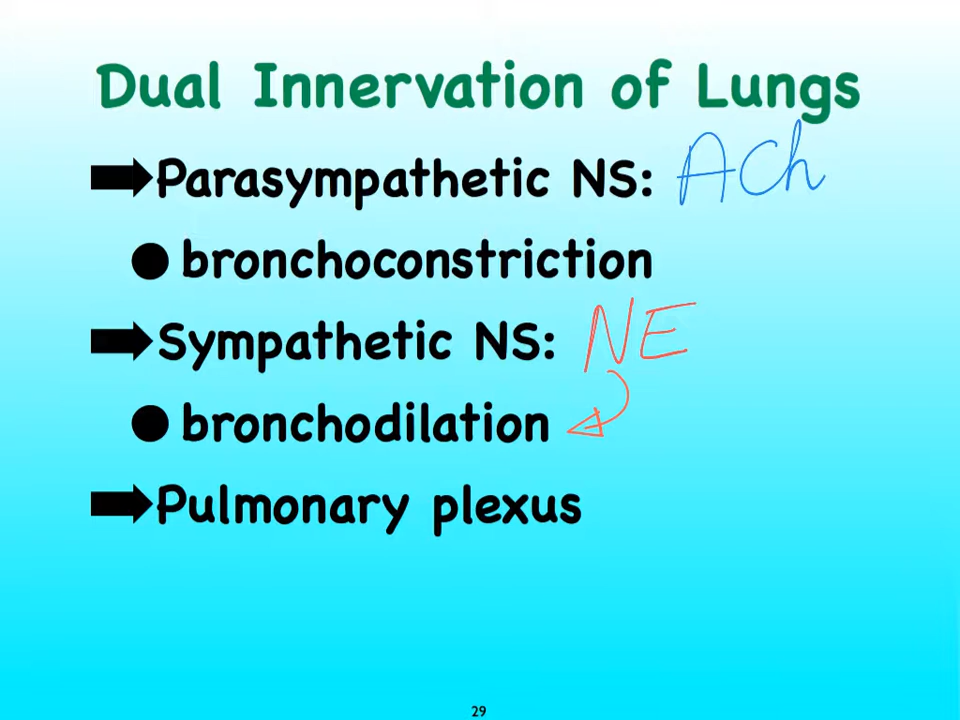 Dual Innervation of Lungs
Parasympathetic NS: ACh
bronchoconstriction
Sympathetic NS: NE
bronchodilation
Pulmonary plexus
29